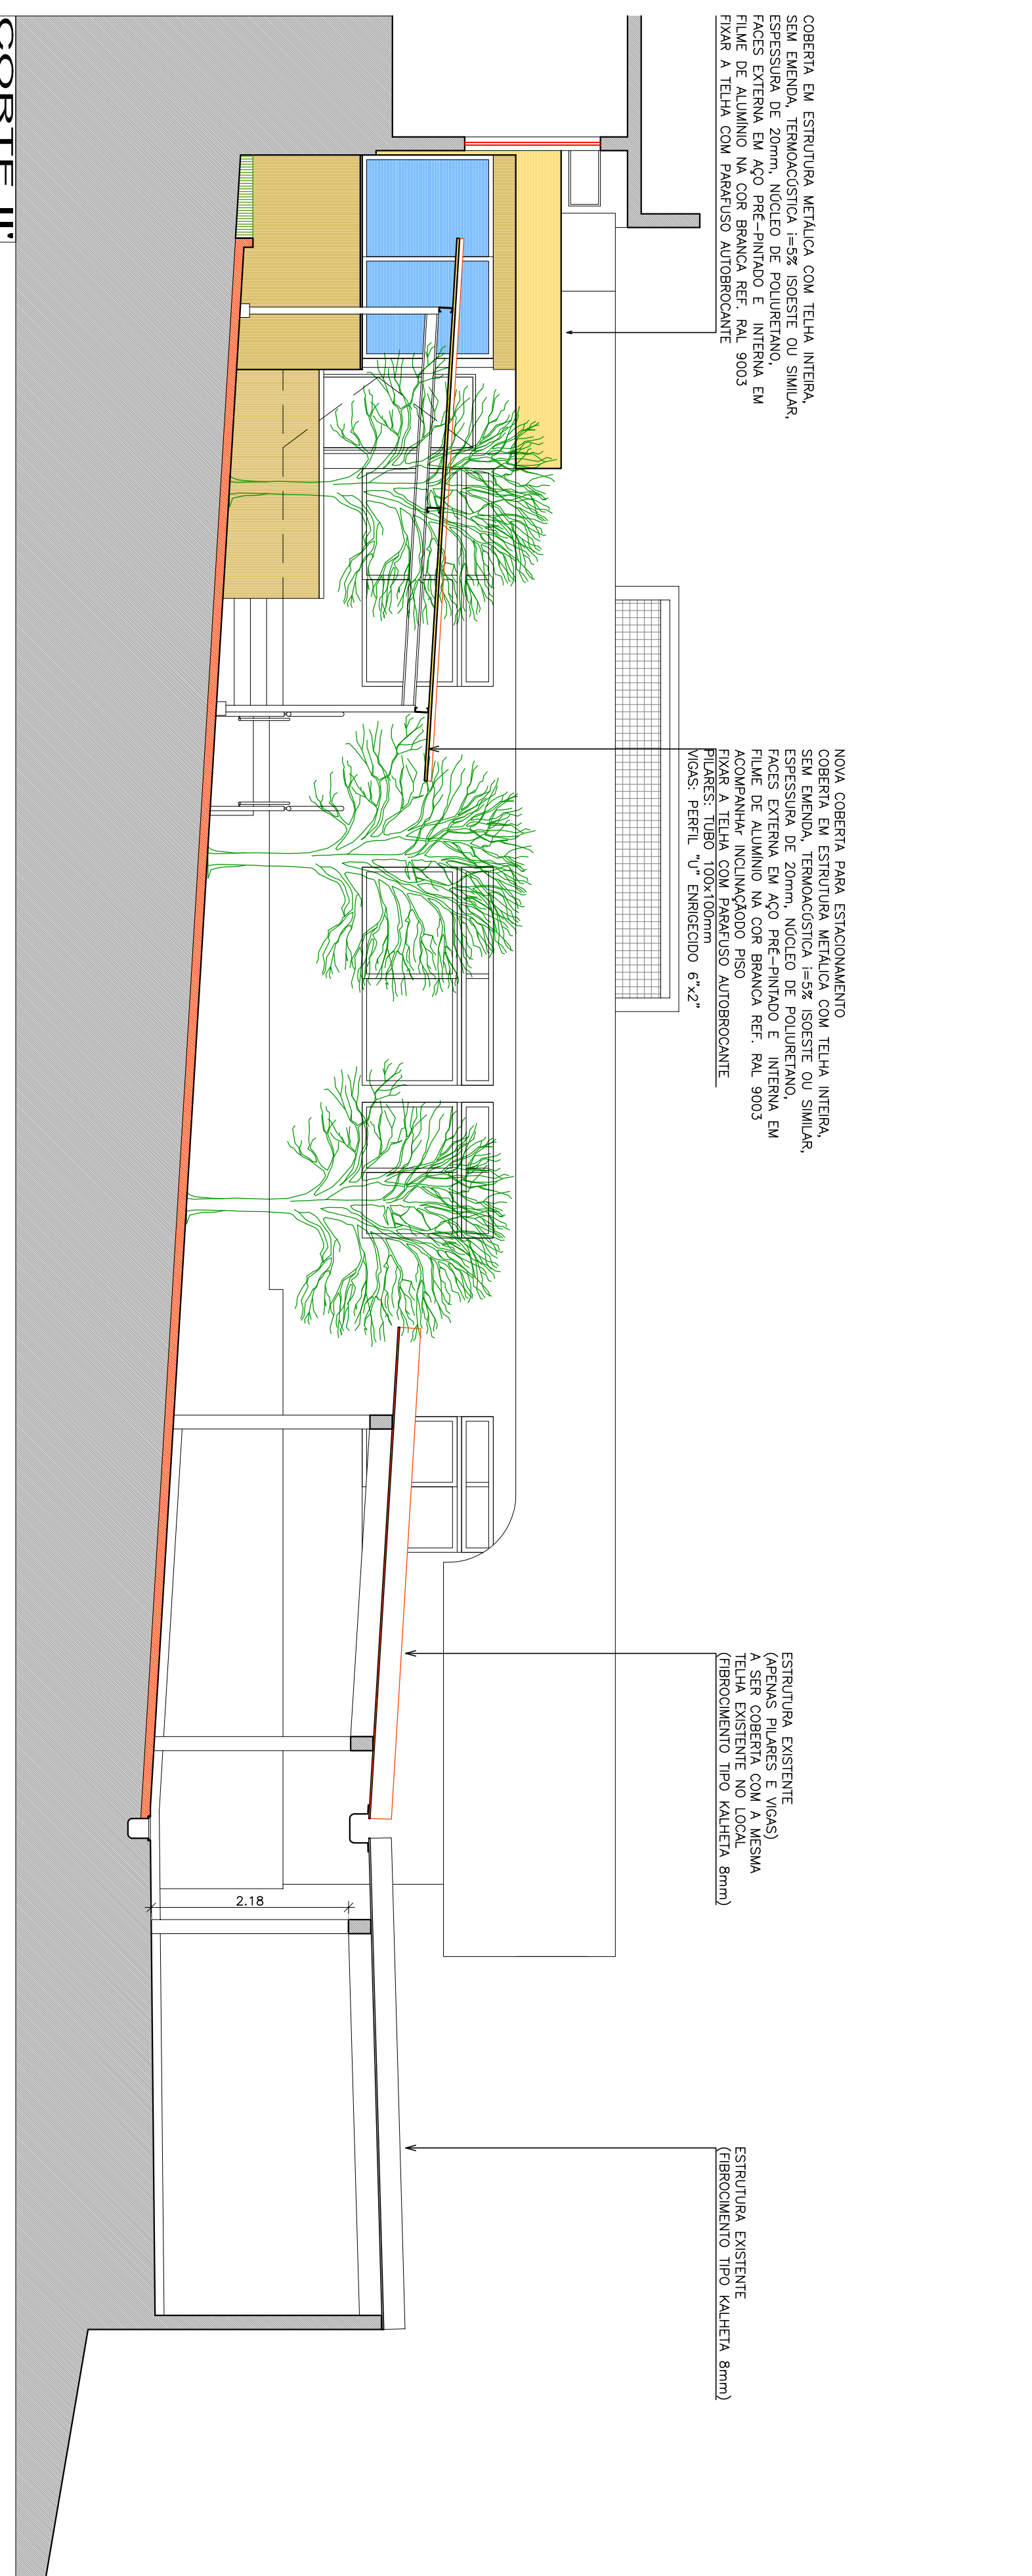 COBERTA EM ESTRUTURA METÁLICA COM TELHA INTEIRA,
SEM EMENDA, TERMOACÚSTICA i=5% ISOESTE OU SIMILAR,
ESPESSURA DE 20mm, NÚCLEO DE POLIURETANO,
FACES EXTERNA EM AÇO PRÉ-PINTADO E INTERNA EM
FILME DE ALUMÍNIO NA COR BRANCA REF. RAL 9003
FIXAR A TELHA COM PARAFUSO AUTOBROCANTE
NOVA COBERTA PARA ESTACIONAMENTO
COBERTA EM ESTRUTURA METÁLICA COM TELHA INTEIRA,
SEM EMENDA, TERMOACÚSTICA i=5% ISOESTE OU SIMILAR,
ESPESSURA DE 20mm, NÚCLEO DE POLIURETANO,
FACES EXTERNA EM AÇO PRÉ-PINTADO E INTERNA EM
FILME DE ALUMÍNIO NA COR BRANCA REF. RAL 9003
ACOMPANHAr INCLINAÇÃODO PISO
FIXAR A TELHA COM PARAFUSO AUTOBROCANTE
PILARES: TUBO 100x100mm
VIGAS: PERFIL "U" ENRIGECIDO 6"x2"
ESTRUTURA EXISTENTE
(APENAS PILARES E VIGAS)
A SER COBERTA COM A MESMA
TELHA EXISTENTE NO LOCAL
(FIBROCIMENTO TIPO KALHETA 8mm)
ESTRUTURA EXISTENTE
(FIBROCIMENTO TIPO KALHETA 8mm)
2.18
CORTE II'